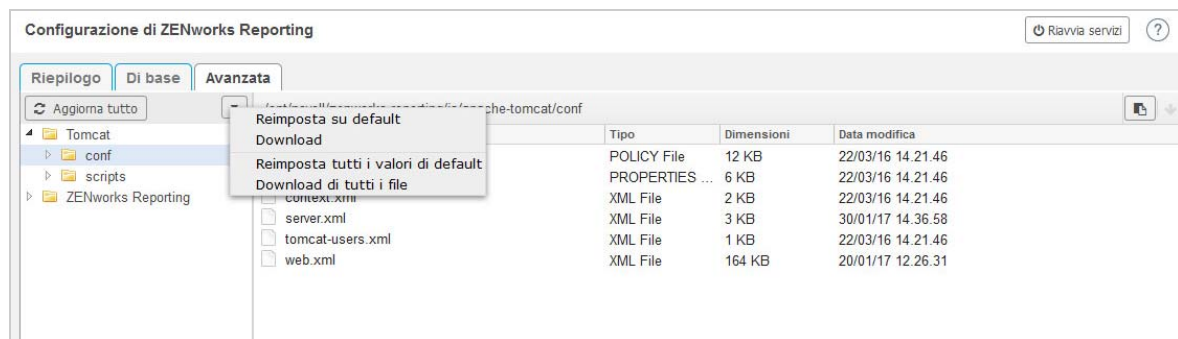 Configurazione di ZENworks Reporting
Riavvia servizi ?
Riepilogo Di base Avanzata
Aggiorna tutto
Tomcat
conf
scripts
ZENworks Reporting
Reimposta su default
Download
Reimposta tutti i valori di default
Download di tutti i file
Tipo Dimensioni Data modifica
POLICY File 12 KB 22/03/16 14.21.46
PROPERTIES ... 6 KB 22/03/16 14.21.46
context.xml XML File 2 KB 22/03/16 14.21.46
server.xml XML File 3 KB 30/01/17 14.36.58
tomcat-users.xml XML File 1 KB 22/03/16 14.21.46
web.xml XML File 164 KB 20/01/17 12.26.31